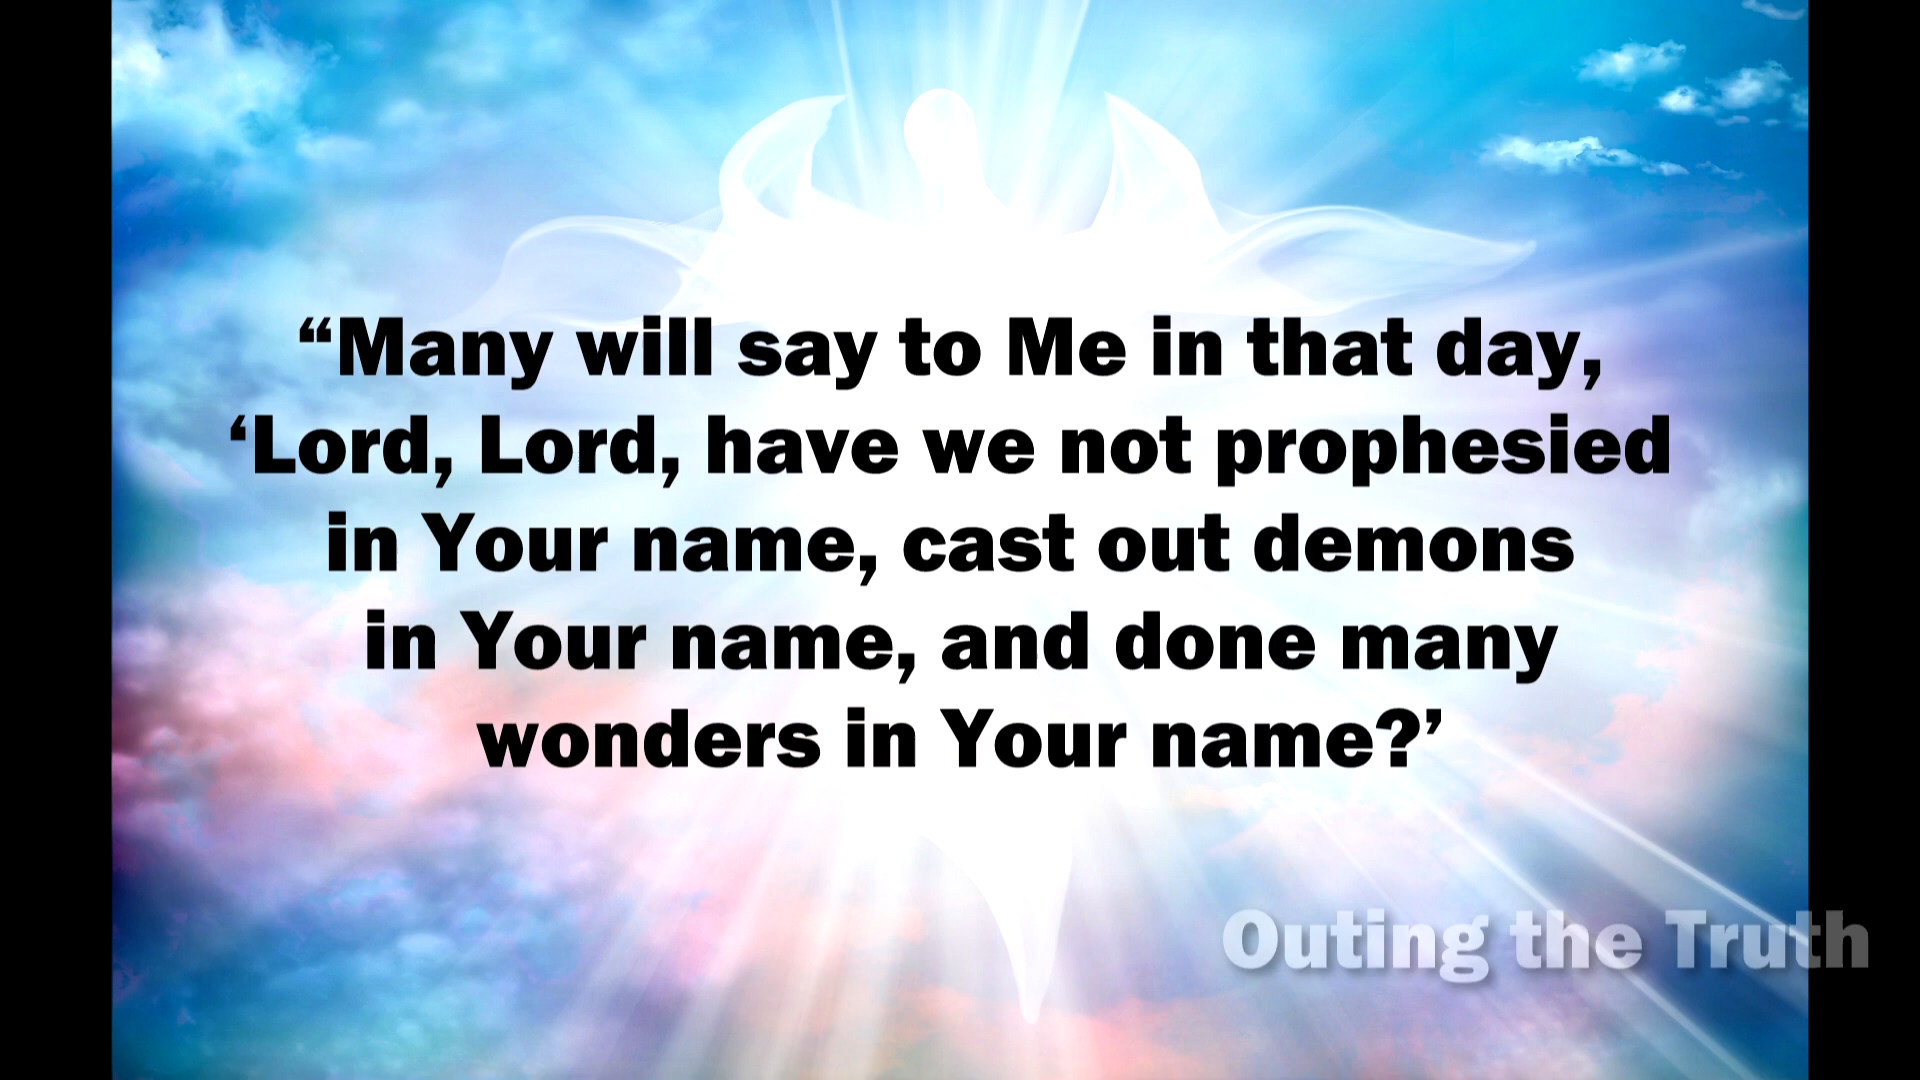 “Many will say to Me in that day,
‘Lord, Lord, have we not prophesied
in Your name, cast out demons
in Your name, and done many
wonders in Your name?’
Outing the Truth